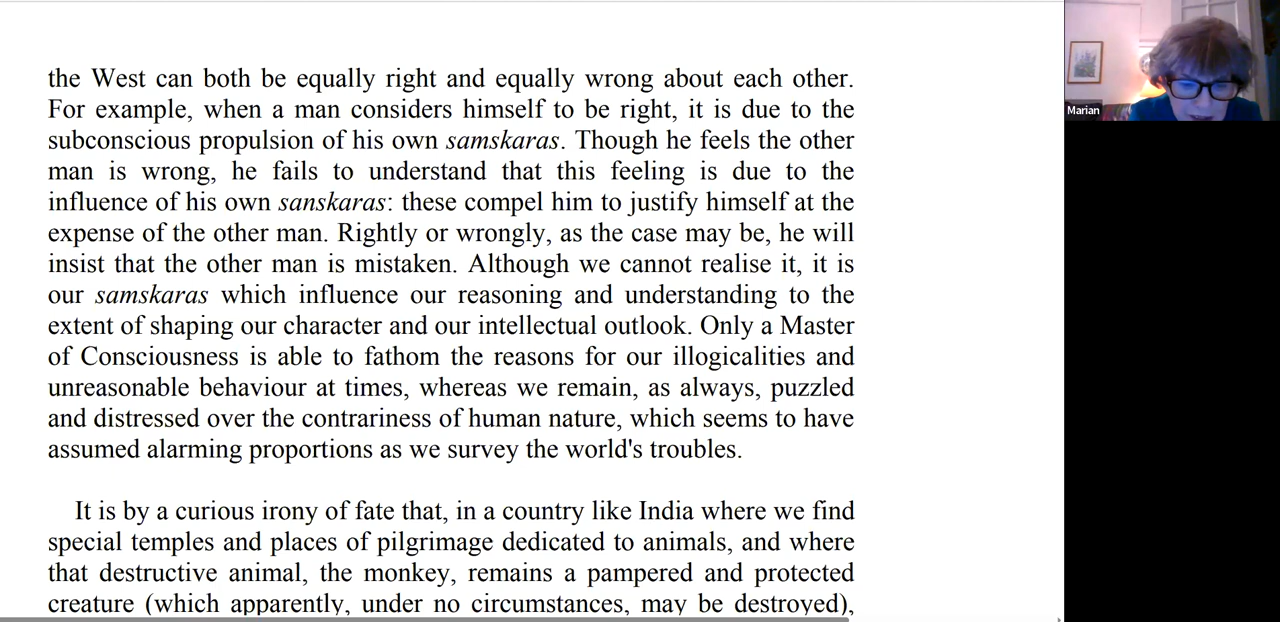 the West can both be equally right and equally wrong about each other.
For example, when a man considers himself to be right, it is due to the
subconscious propulsion of his own samskaras. Though he feels the other
man is wrong, he fails to understand that this feeling is due to the
influence of his own sanskaras: these compel him to justify himself at the
expense of the other man. Rightly or wrongly, as the case may be, he will
insist that the other man is mistaken. Although we cannot realise it, it is
our samskaras which influence our reasoning and understanding to the
extent of shaping our character and our intellectual outlook. Only a Master
of Consciousness is able to fathom the reasons for our illogicalities and
unreasonable behaviour at times, whereas we remain, as always, puzzled
and distressed over the contrariness of human nature, which seems to have
assumed alarming proportions as we survey the world's troubles.
It is by a curious irony of fate that, in a country like India where we find
special temples and places of pilgrimage dedicated to animals, and where
that destructive animal, the monkey, remains a pampered and protected
creature (which apparently, under no circumstances, may be destroyed),
Marian